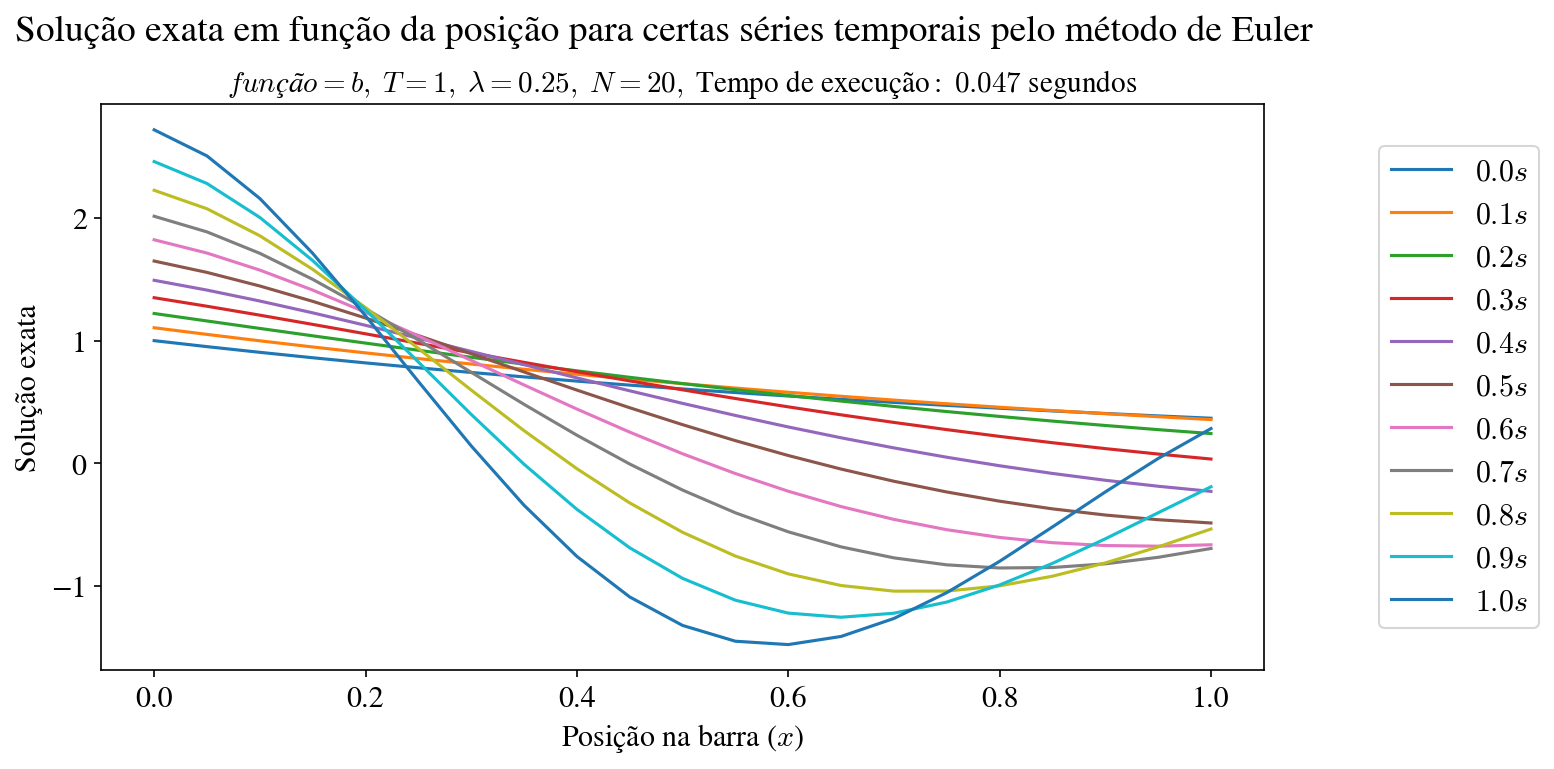 Solução exata em função da posição para certas séries temporais pelo método de Euler
função = b, T = 1, λ = 0.25, N = 20, Tempo de execução : 0.047 segundos
Solução exata
2
1
0
−1
0.0 0.2 0.4 0.6 0.8 1.0
Posição na barra (x)
0.0s
0.1s
0.2s
0.3s
0.4s
0.5s
0.6s
0.7s
0.8s
0.9s
1.0s